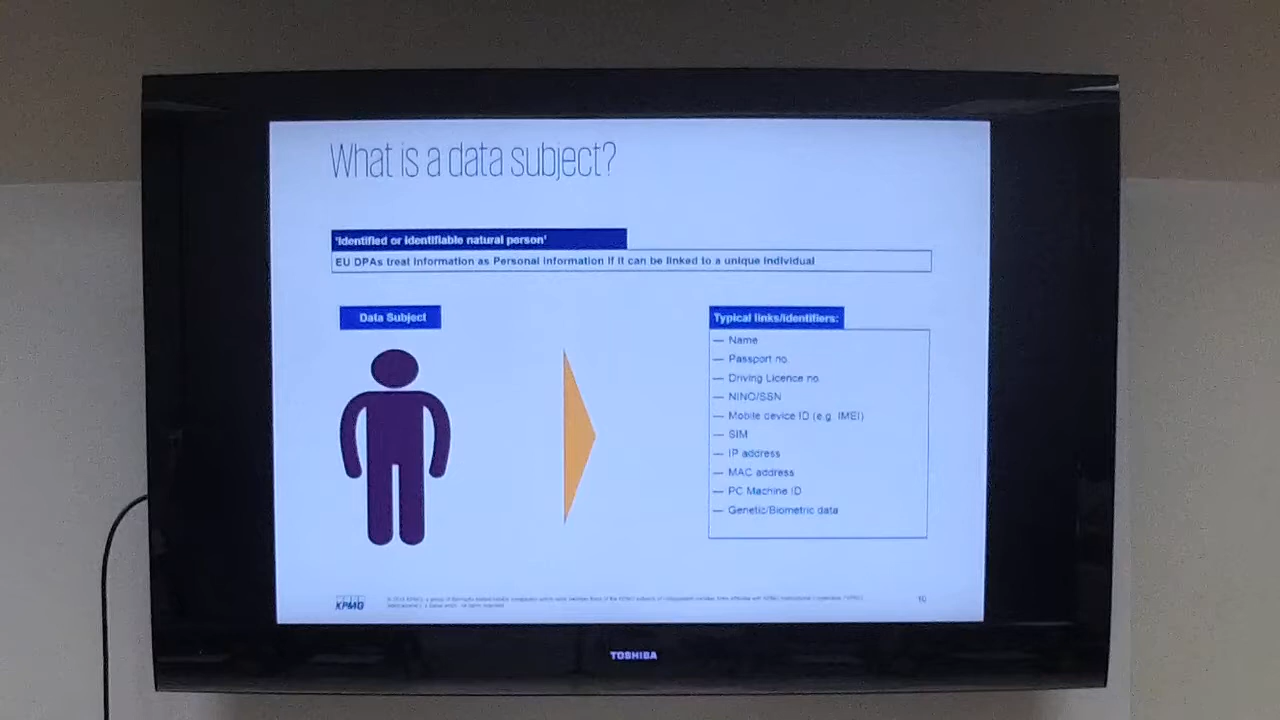 What is a data subject?
'Identified or identifiable natural person'
EU DPAs treat information as Personal Information if it can be linked to a unique individual
Data Subject
Typical links/identifiers:
— Name
— Passport no.
— Driving Licence no.
— NINO/SSN
— Mobile device ID (e.g. IMEI)
— SIM
— IP address
— MAC address
— PC Machine ID
— Genetic/Biometric data
KPMG
10
TOSHIBA